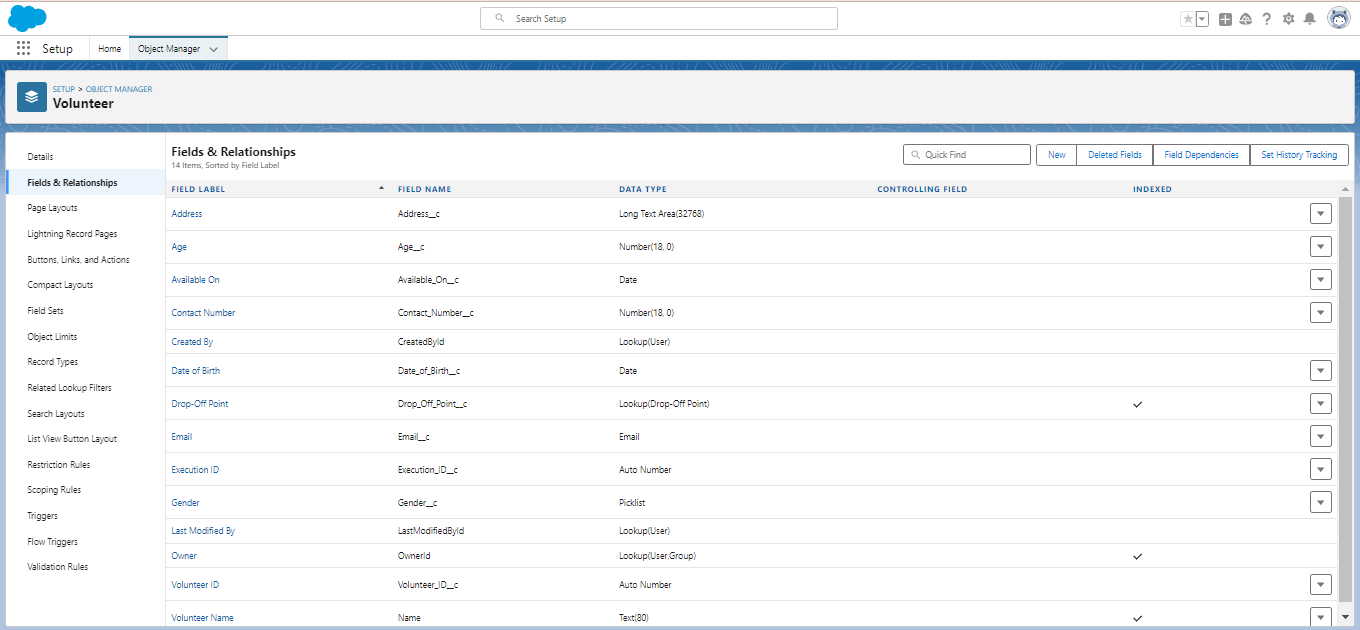 Search Setup
Setup
Home
Object Manager
SETUP > OBJECT MANAGER
Volunteer
Details
Fields & Relationships
Page Layouts
Lightning Record Pages
Buttons, Links, and Actions
Compact Layouts
Field Sets
Object Limits
Record Types
Related Lookup Filters
Search Layouts
List View Button Layout
Restriction Rules
Scoping Rules
Triggers
Flow Triggers
Validation Rules
Fields & Relationships
14 Items, Sorted by Field Label
Quick Find
New
Deleted Fields
Field Dependencies
Set History Tracking
FIELD LABEL FIELD NAME DATA TYPE CONTROLLING FIELD INDEXED
Address Address__c Long Text Area(32768)
Age Age__c Number(18, 0)
Available On Available_On__c Date
Contact Number Contact_Number__c Number(18, 0)
Created By CreatedById Lookup(User)
Date of Birth Date_of_Birth__c Date
Drop-Off Point Drop_Off_Point__c Lookup(Drop-Off Point)
Email Email__c Email
Execution ID Execution_ID__c Auto Number
Gender Gender__c Picklist
Last Modified By LastModifiedById Lookup(User)
Owner OwnerId Lookup(User,Group)
Volunteer ID Volunteer_ID__c Auto Number
Volunteer Name Name Text(80)